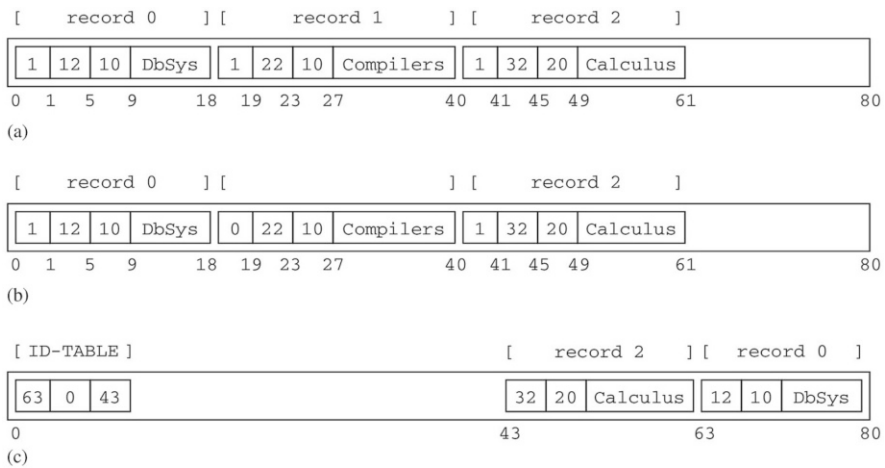 [ record 0 ] [ record 1 ] [ record 2 ]
1 12 10 DbSys 1 22 10 Compilers 1 32 20 Calculus
0 1 5 9 18 19 23 27 40 41 45 49 61 80
(a)
[ record 0 ] [ ] [ record 2 ]
1 12 10 DbSys 0 22 10 Compilers 1 32 20 Calculus
0 1 5 9 18 19 23 27 40 41 45 49 61 80
(b)
[ ID-TABLE ] [ record 2 ] [ record 0 ]
63 0 43 32 20 Calculus 12 10 DbSys
0 43 63 80
(c)